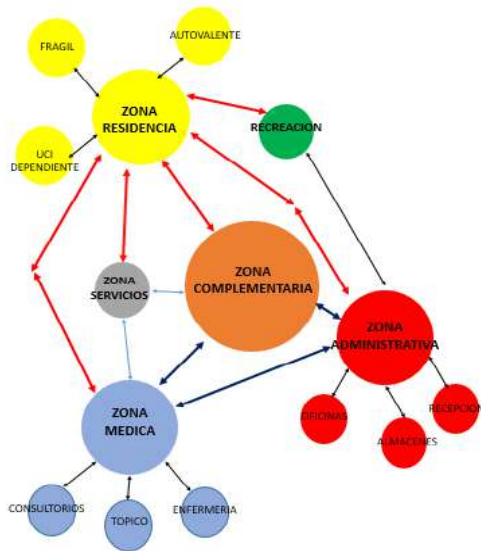 AUTOVALENTE
FRAGIL
ZONA
RESIDENCIA
RECREACION
UCI
DEPENDIENTE
ZONA
SERVICIOS
ZONA
COMPLEMENTARIA
ZONA
ADMINISTRATIVA
ZONA
MEDICA
OFICINAS
RECEPCION
ALMACENES
CONSULTORIOS
TOPICO
ENFERMERIA